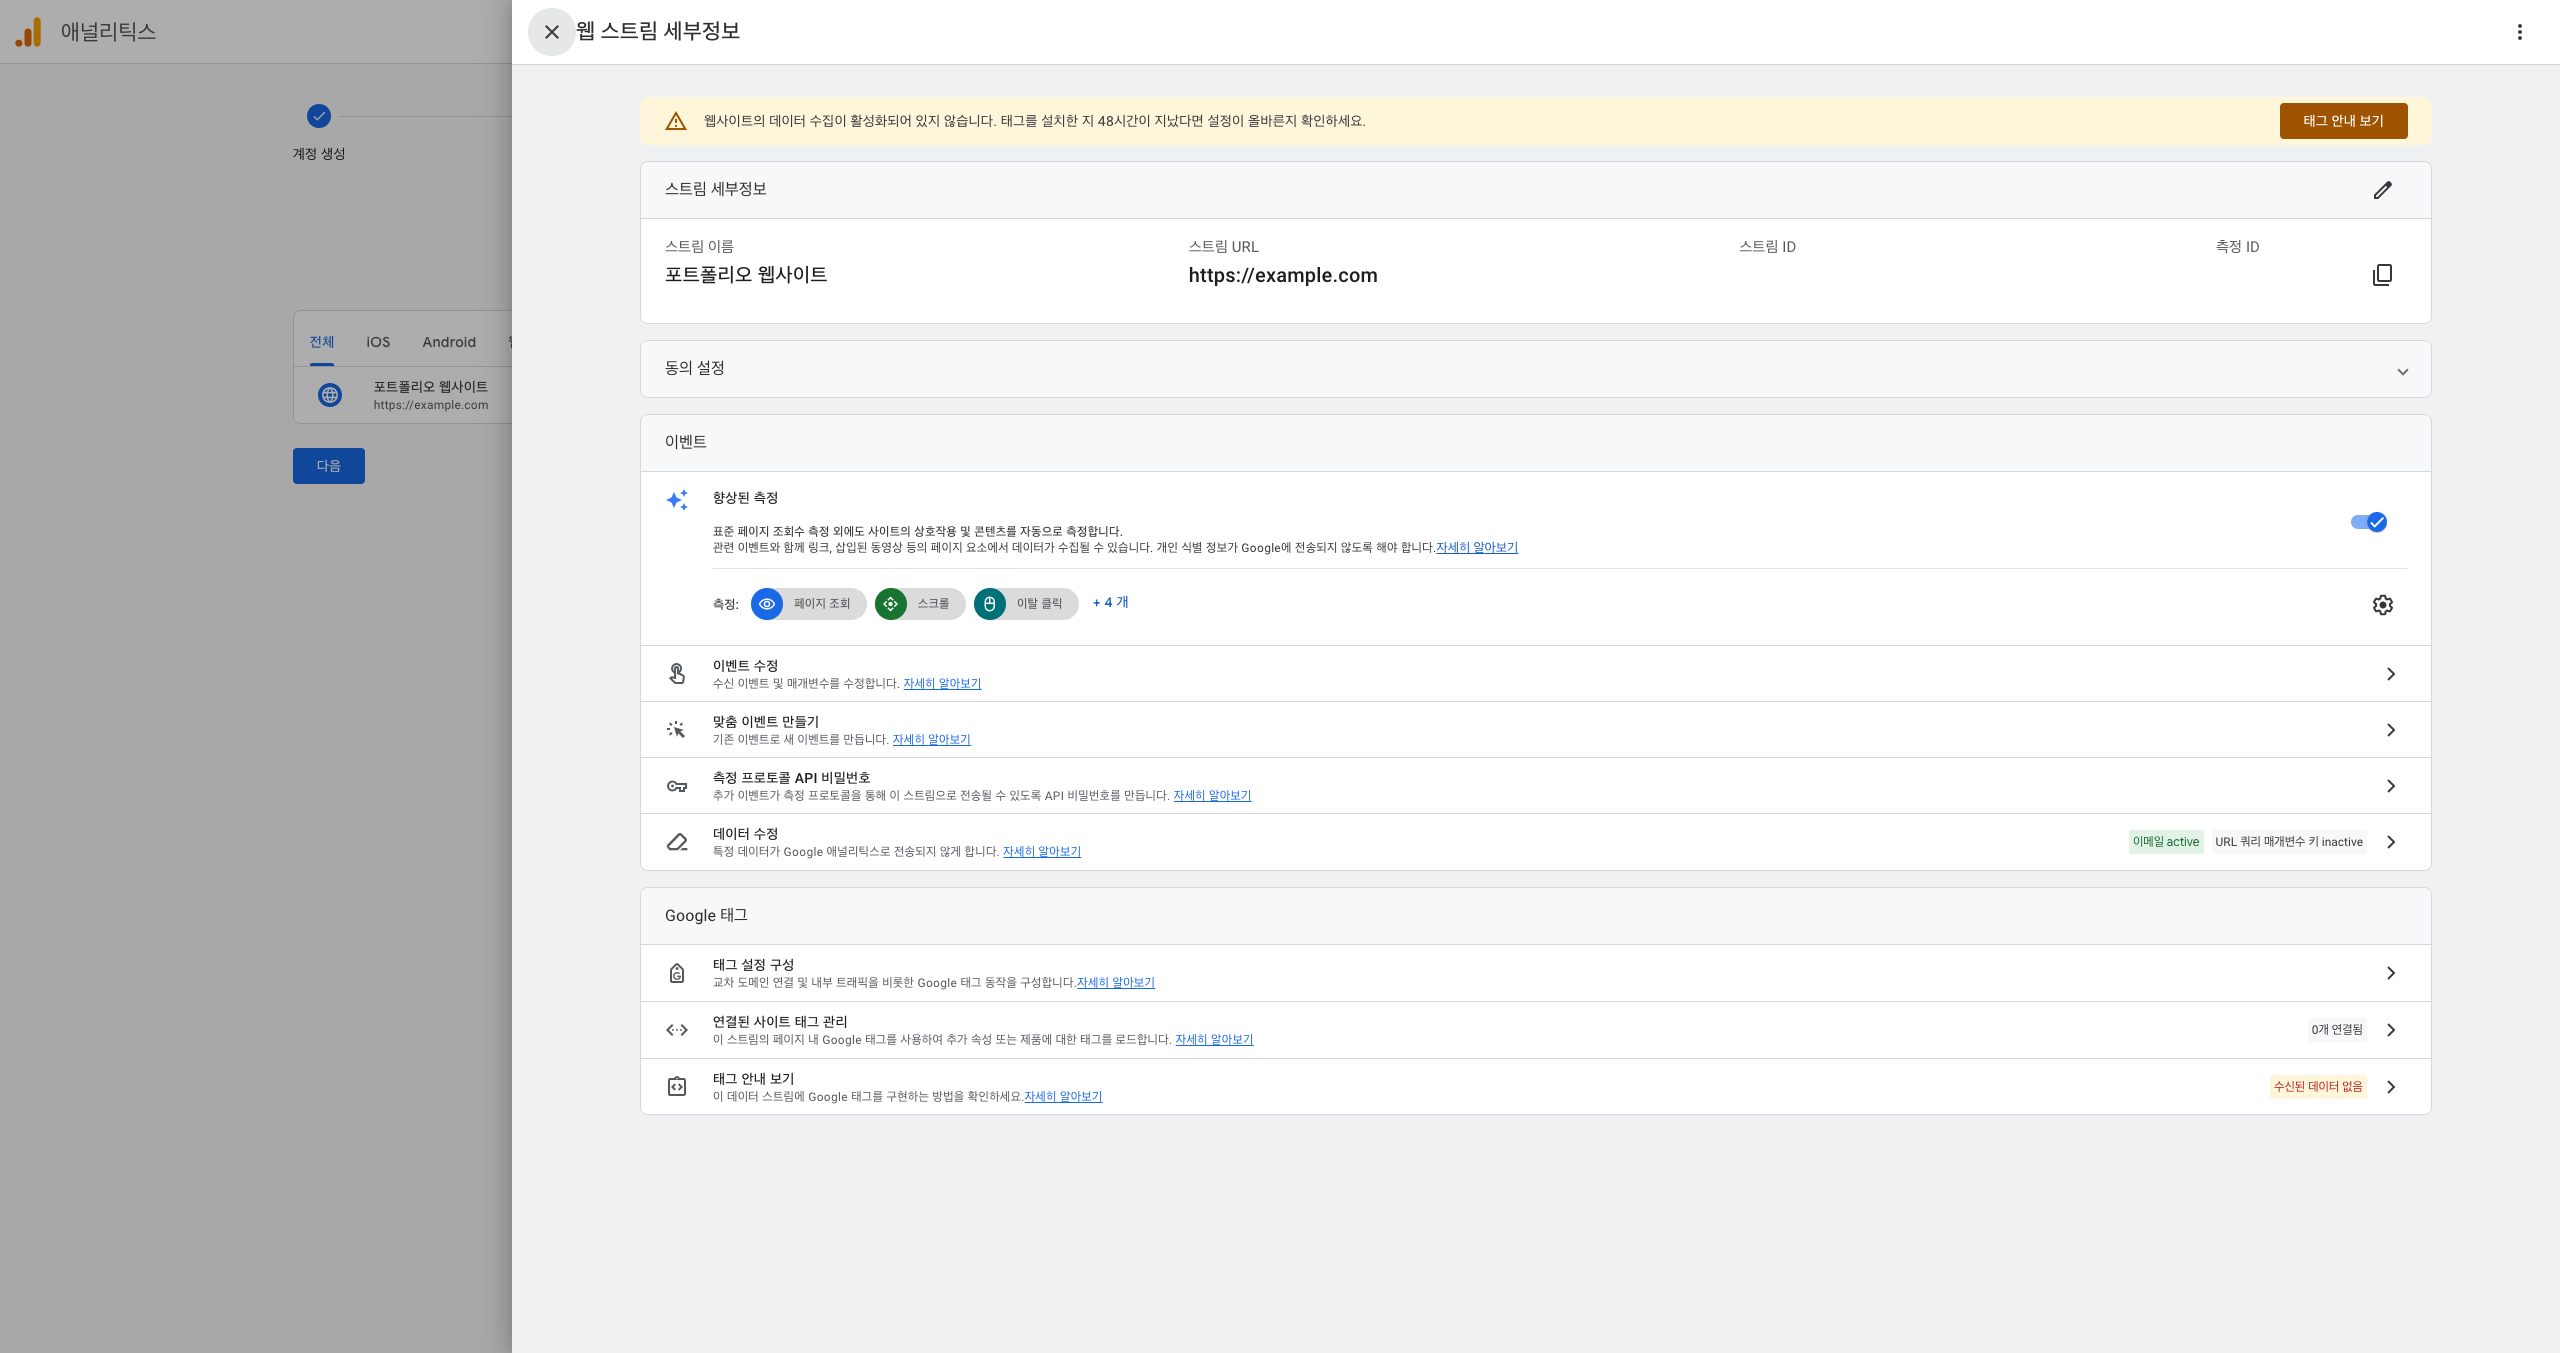 애널리틱스
계정 생성
전체
iOS
Android
포트폴리오 웹사이트
https://example.com
다음
웹 스트림 세부정보
웹사이트의 데이터 수집이 활성화되어 있지 않습니다. 태그를 설치한 지 48시간이 지났다면 설정이 올바른지 확인하세요.
태그 안내 보기
스트림 세부정보
스트림 이름
포트폴리오 웹사이트
스트림 URL
https://example.com
스트림 ID
측정 ID
동의 설정
이벤트
향상된 측정
표준 페이지 조회수 측정 외에도 사이트의 상호작용 및 콘텐츠를 자동으로 측정합니다.
관련 이벤트와 함께 링크, 삽입된 동영상 등의 페이지 요소에서 데이터가 수집될 수 있습니다. 개인 식별 정보가 Google에 전송되지 않도록 해야 합니다.자세히 알아보기
측정: 페이지 조회 스크롤 이탈 클릭 + 4 개
이벤트 수정
수신 이벤트 및 매개변수를 수정합니다. 자세히 알아보기
맞춤 이벤트 만들기
기존 이벤트로 새 이벤트를 만듭니다. 자세히 알아보기
측정 프로토콜 API 비밀번호
추가 이벤트가 측정 프로토콜을 통해 이 스트림으로 전송될 수 있도록 API 비밀번호를 만듭니다. 자세히 알아보기
데이터 수정
특정 데이터가 Google 애널리틱스로 전송되지 않게 합니다. 자세히 알아보기
이메일 active
URL 쿼리 매개변수 키 inactive
Google 태그
태그 설정 구성
교차 도메인 연결 및 내부 트래픽을 비롯한 Google 태그 동작을 구성합니다.자세히 알아보기
연결된 사이트 태그 관리
이 스트림의 페이지 내 Google 태그를 사용하여 추가 속성 또는 제품에 대한 태그를 로드합니다. 자세히 알아보기
0개 연결됨
태그 안내 보기
이 데이터 스트림에 Google 태그를 구현하는 방법을 확인하세요.자세히 알아보기
수신된 데이터 없음